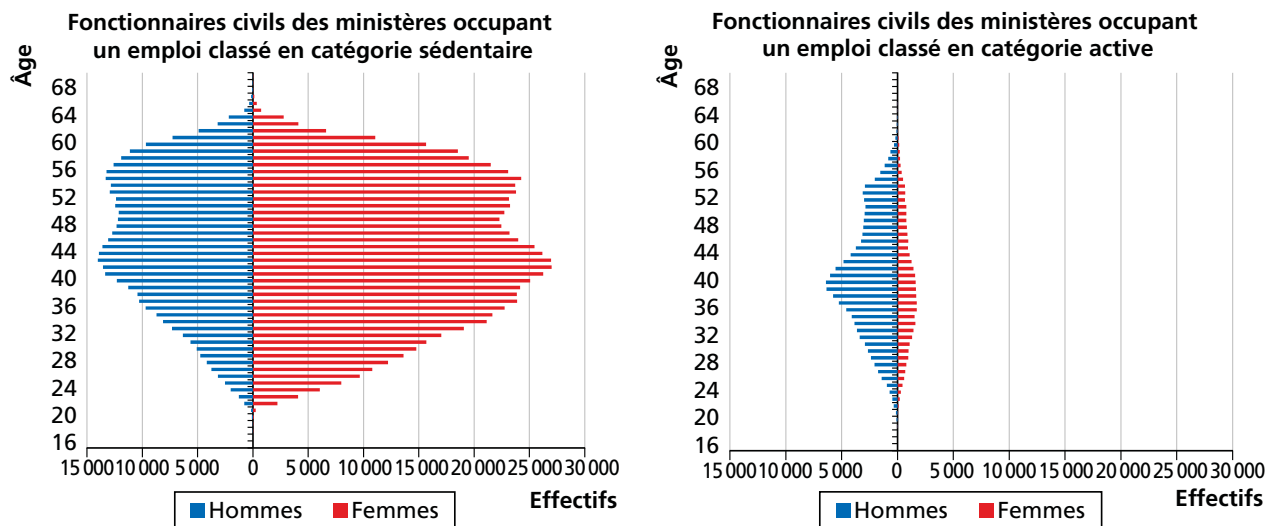 Fonctionnaires civils des ministères occupant
un emploi classé en catégorie sédentaire
Âge
68
64
60
56
52
48
44
40
36
32
28
24
20
16
15 000 10 000 5 000 0 5 000 10 000 15 000 20 000 25 000 30 000
Effectifs
Hommes Femmes
Fonctionnaires civils des ministères occupant
un emploi classé en catégorie active
Âge
68
64
60
56
52
48
44
40
36
32
28
24
20
16
15 000 10 000 5 000 0 5 000 10 000 15 000 20 000 25 000 30 000
Effectifs
Hommes Femmes